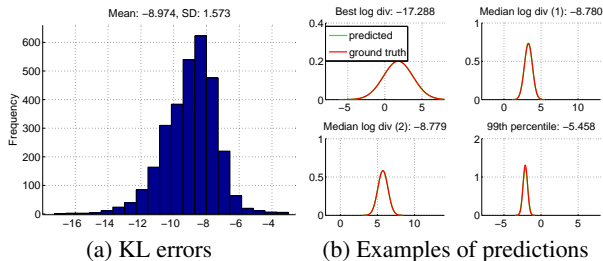 Mean: −8.974, SD: 1.573
Frequency
600
500
400
300
200
100
0
−16 −14 −12 −10 −8 −6 −4
(a) KL errors
Best log div: −17.288
predicted
ground truth
0.4
0.2
0
−5 0 5
Median log div (1): −8.780
1
0.5
0
0 5 10
Median log div (2): −8.779
1
0.5
0
0 5 10
99th percentile: −5.458
2
1
0
−5 0 5
(b) Examples of predictions